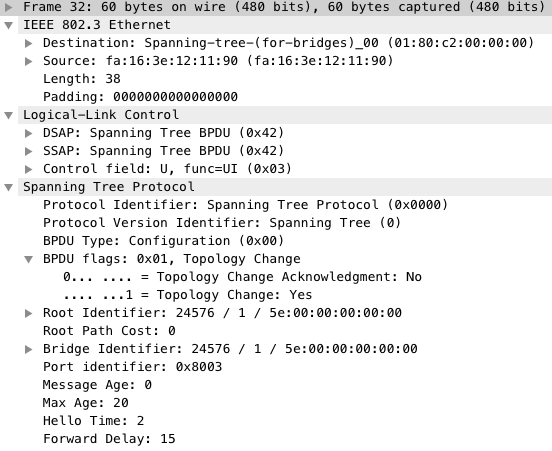 Frame 32: 60 bytes on wire (480 bits), 60 bytes captured (480 bits)
IEEE 802.3 Ethernet
Destination: Spanning-tree-(for-bridges)_00 (01:80:c2:00:00:00)
Source: fa:16:3e:12:11:90 (fa:16:3e:12:11:90)
Length: 38
Padding: 0000000000000000
Logical-Link Control
DSAP: Spanning Tree BPDU (0x42)
SSAP: Spanning Tree BPDU (0x42)
Control field: U, func=UI (0x03)
Spanning Tree Protocol
Protocol Identifier: Spanning Tree Protocol (0x0000)
Protocol Version Identifier: Spanning Tree (0)
BPDU Type: Configuration (0x00)
BPDU flags: 0x01, Topology Change
0... .... = Topology Change Acknowledgment: No
.... ...1 = Topology Change: Yes
Root Identifier: 24576 / 1 / 5e:00:00:00:00:00
Root Path Cost: 0
Bridge Identifier: 24576 / 1 / 5e:00:00:00:00:00
Port identifier: 0x8003
Message Age: 0
Max Age: 20
Hello Time: 2
Forward Delay: 15